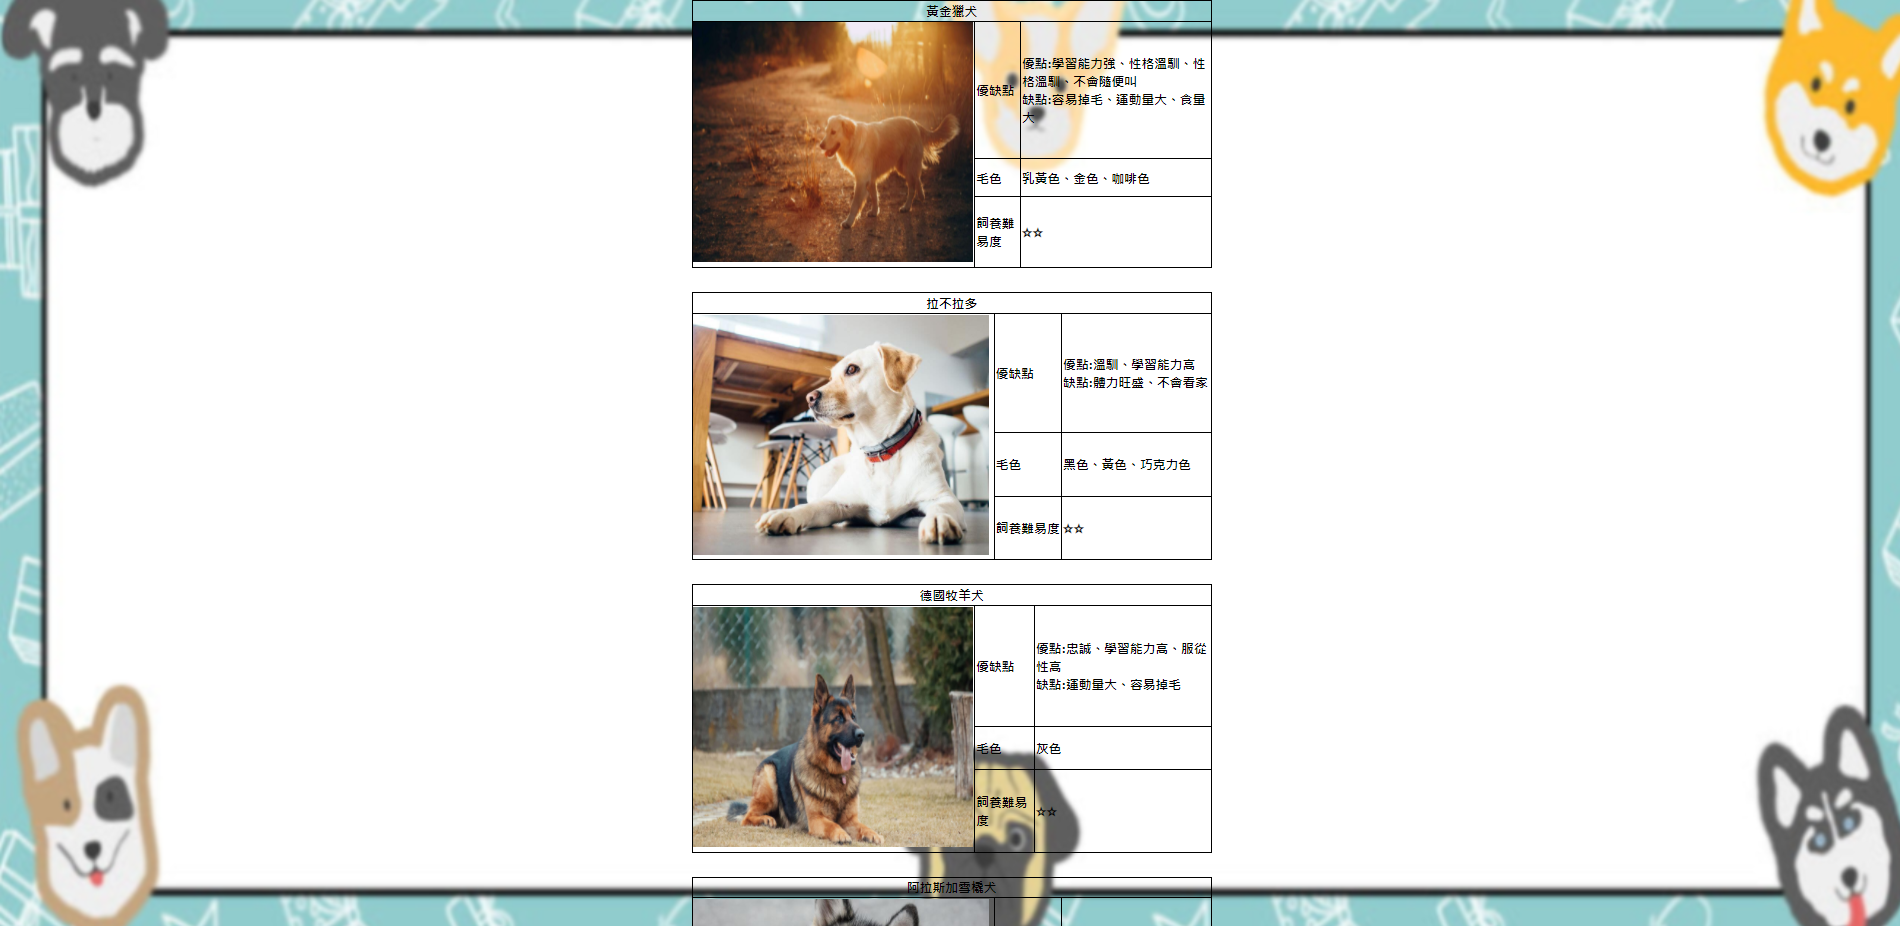 黃金獵犬
優缺點
優點:學習能力強、性格溫馴、性
格溫馴、不會隨便叫
缺點:容易掉毛、運動量大、食量
大
毛色
乳黃色、金色、咖啡色
飼養難
易度
☆☆
拉不拉多
優缺點
優點:溫馴、學習能力高
缺點:體力旺盛、不會看家
毛色
黑色、黃色、巧克力色
飼養難易度
☆☆
德國牧羊犬
優缺點
優點:忠誠、學習能力高、服從
性高
缺點:運動量大、容易掉毛
毛色
灰色
飼養難易
度
☆☆
阿拉斯加雪橇犬